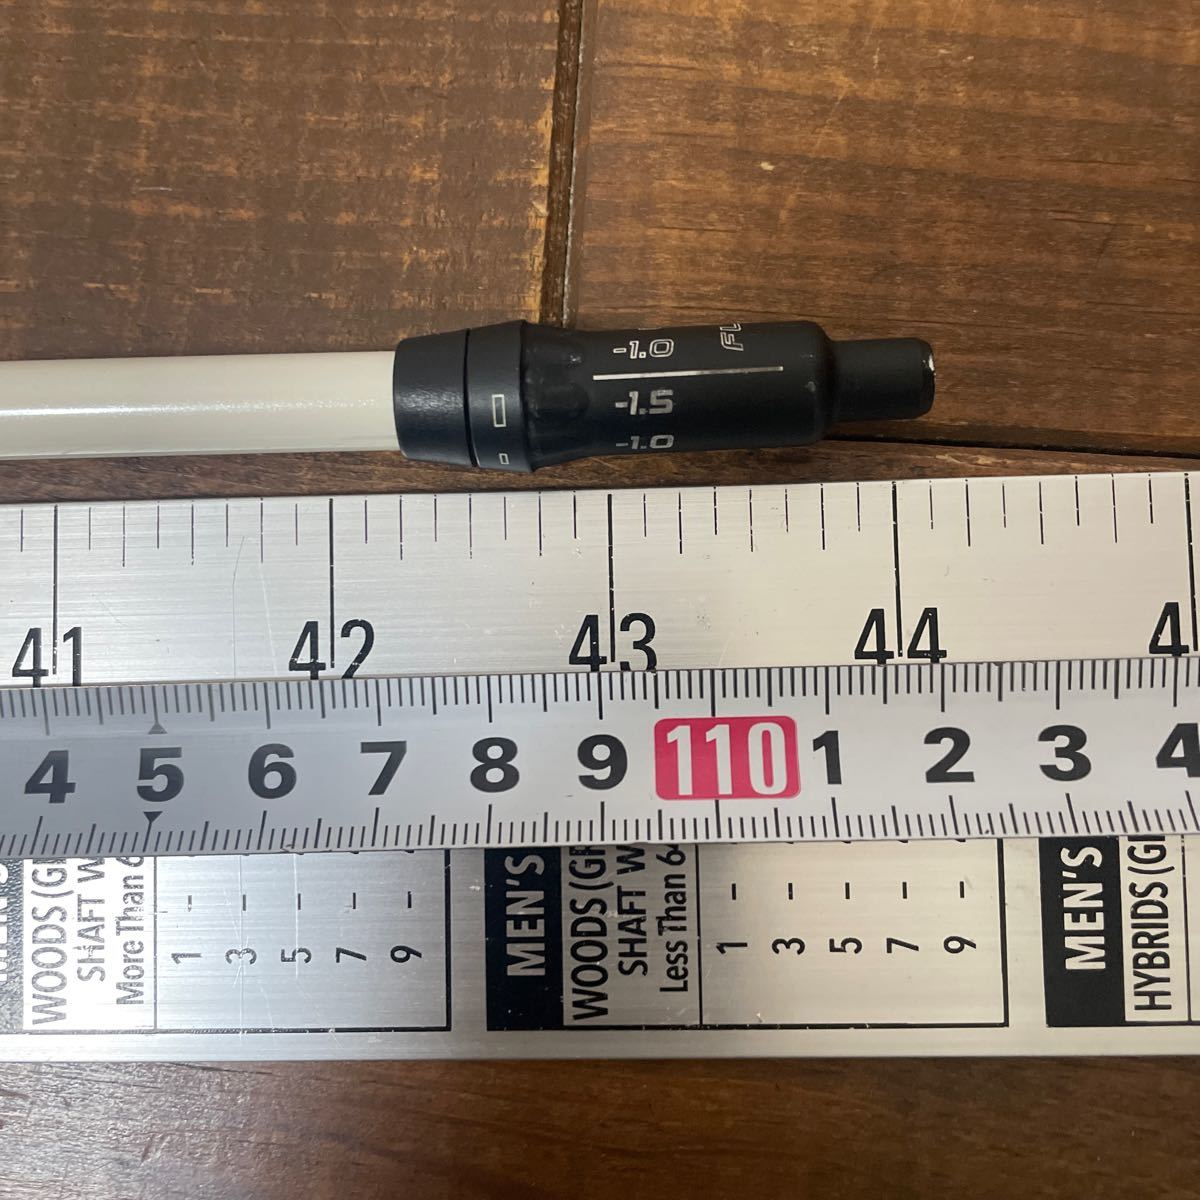 -1.0
FL
-1.5
-1.0
41 42 43 44 4
4 5 6 7 8 9 110 1 2 3 4
WOODS (GR
SHAFT W
More Than 6
1 -
3 -
5 -
7 -
9 -
MEN'S
WOODS (GR
SHAFT W
Less Than 64
1 -
3 -
5 -
7 -
9 -
MEN'S
HYBRIDS (GR